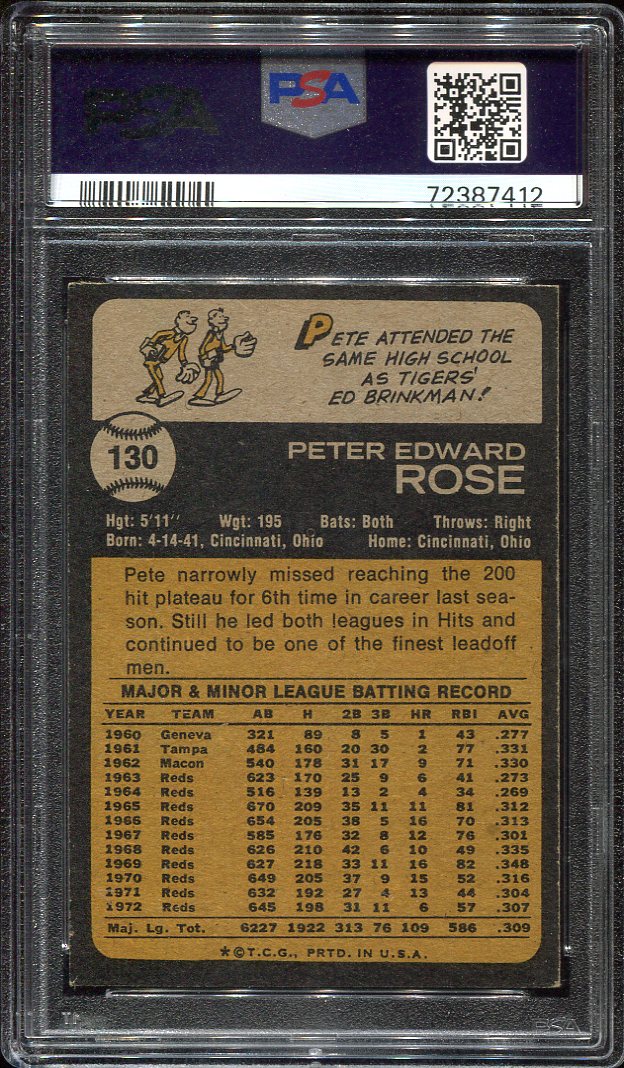 PSA
PSA
72387412
PETE ATTENDED THE
SAME HIGH SCHOOL
AS TIGERS'
ED BRINKMAN!
130
PETER EDWARD
ROSE
Hgt: 5'11" Wgt: 195 Bats: Both Throws: Right
Born: 4-14-41, Cincinnati, Ohio Home: Cincinnati, Ohio
Pete narrowly missed reaching the 200
hit plateau for 6th time in career last sea-
son. Still he led both leagues in Hits and
continued to be one of the finest leadoff
men.
MAJOR & MINOR LEAGUE BATTING RECORD
YEAR TEAM AB H 2B 3B HR RBI AVG
1960 Geneva 321 89 8 5 1 43 .277
1961 Tampa 484 160 20 30 2 77 .331
1962 Macon 540 178 31 17 9 71 .330
1963 Reds 623 170 25 9 6 41 .273
1964 Reds 516 139 13 2 4 34 .269
1965 Reds 670 209 35 11 11 81 .312
1966 Reds 654 205 38 5 16 70 .313
1967 Reds 585 176 32 8 12 76 .301
1968 Reds 626 210 42 6 10 49 .335
1969 Reds 627 218 33 11 16 82 .348
1970 Reds 649 205 37 9 15 52 .316
1971 Reds 632 192 27 4 13 44 .304
1972 Reds 645 198 31 11 6 57 .307
Maj. Lg. Tot. 6227 1922 313 76 109 586 .309
*©T.C.G., PRTD. IN U.S.A.
PSA